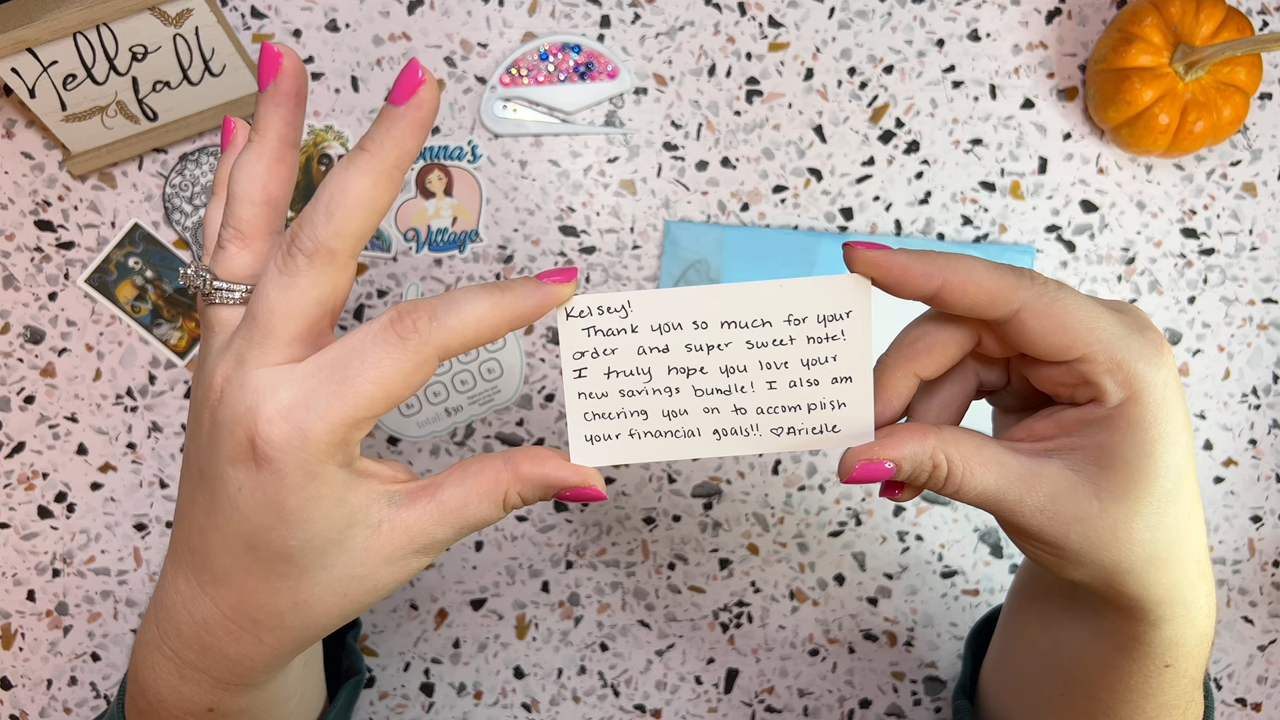 Hello
fall
Village
Kelsey!
Thank you so much for your
order and super sweet note!
I truly hope you love your
new savings bundle! I also am
cheering you on to accomplish
your financial goals!! ♡Arielle
total: $30